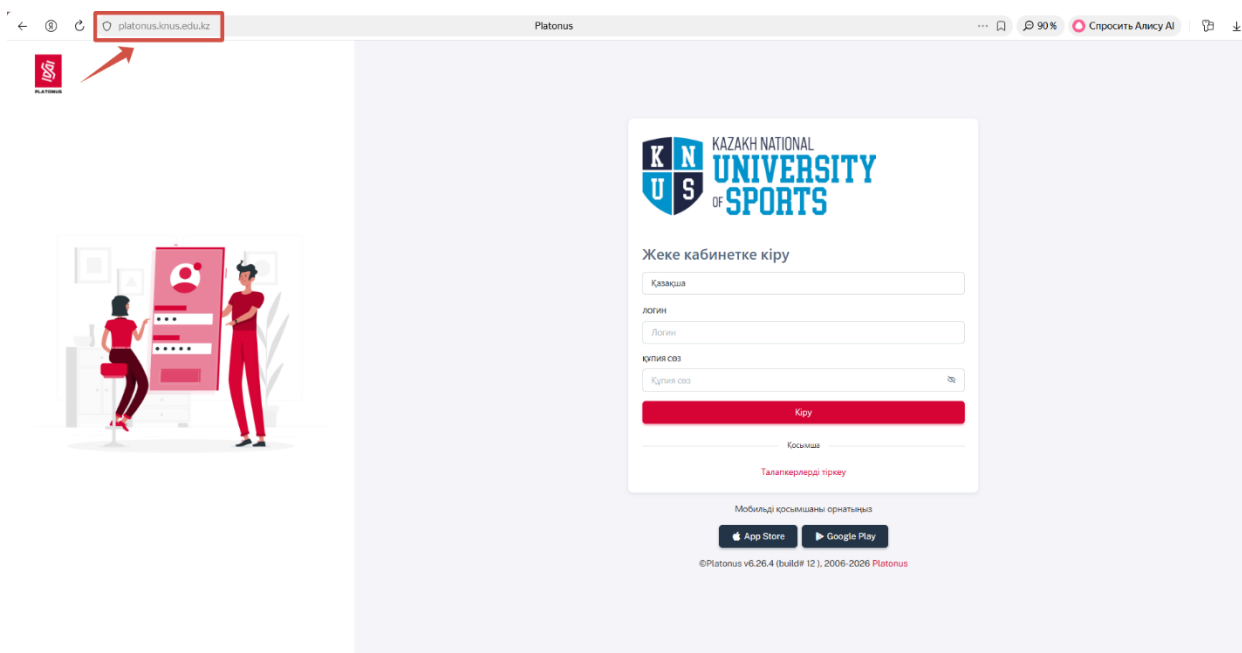 platonus.knus.edu.kz
Platonus
90 %
Спросить Алису AI
PLATONUS
KAZAKH NATIONAL
UNIVERSITY
OF SPORTS
K N
U S
Жеке кабинетке кіру
Қазақша
ЛОГИН
Логин
ҚҰПИЯ СӨЗ
Құпия сөз
Кіру
Қосымша
Талапкерлерді тіркеу
Мобильді қосымшаны орнатыңыз
App Store
Google Play
©Platonus v6.26.4 (build# 12 ), 2006-2026 Platonus